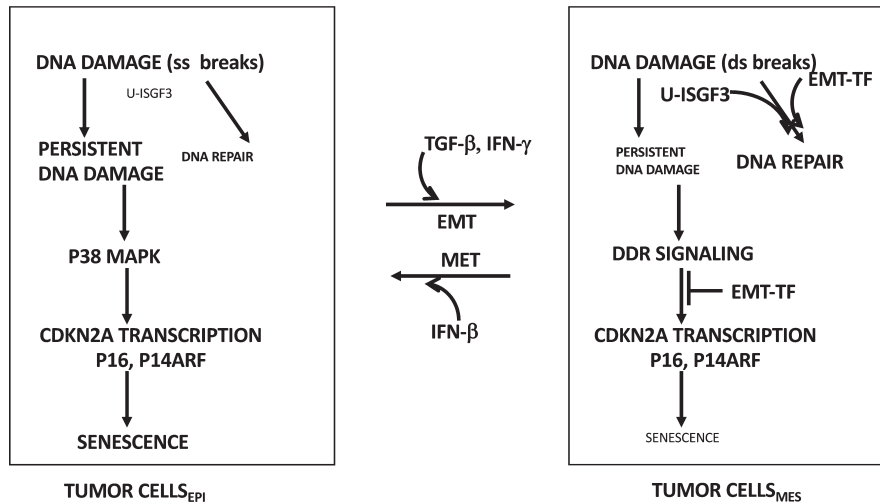 DNA DAMAGE (ss breaks)
U-ISGF3
PERSISTENT
DNA DAMAGE
DNA REPAIR
P38 MAPK
CDKN2A TRANSCRIPTION
P16, P14ARF
SENESCENCE
TUMOR CELLS_EPI
TGF-β, IFN-γ
EMT
MET
IFN-β
DNA DAMAGE (ds breaks)
U-ISGF3
EMT-TF
PERSISTENT
DNA DAMAGE
DNA REPAIR
DDR SIGNALING
EMT-TF
CDKN2A TRANSCRIPTION
P16, P14ARF
SENESCENCE
TUMOR CELLS_MES